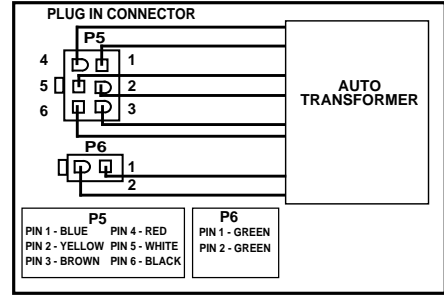 PLUG IN CONNECTOR
P5
4 1
5 2
6 3
AUTO
TRANSFORMER
P6
1
2
P5
PIN 1 - BLUE PIN 4 - RED
PIN 2 - YELLOW PIN 5 - WHITE
PIN 3 - BROWN PIN 6 - BLACK
P6
PIN 1 - GREEN
PIN 2 - GREEN